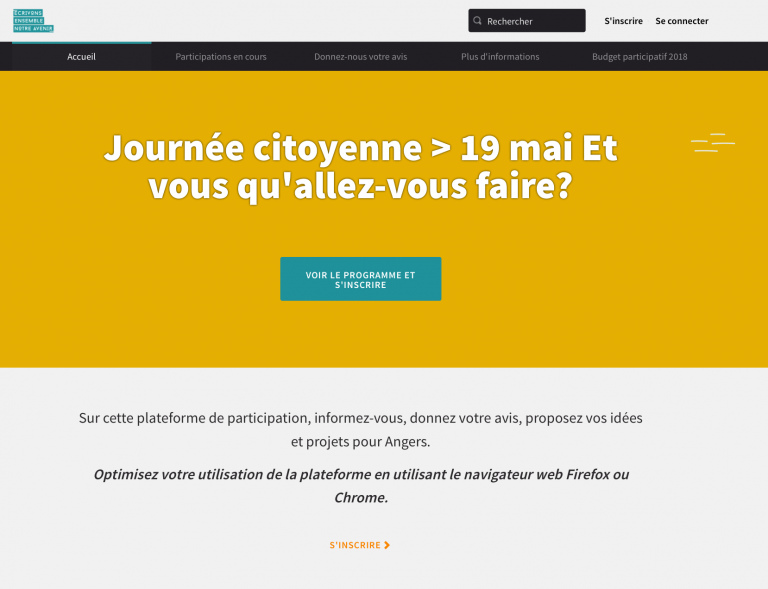 ÉCRIVONS
ENSEMBLE
NOTRE AVENIR
Rechercher
S'inscrire
Se connecter
Accueil
Participations en cours
Donnez-nous votre avis
Plus d'informations
Budget participatif 2018
Journée citoyenne > 19 mai Et
vous qu'allez-vous faire?
VOIR LE PROGRAMME ET
S'INSCRIRE
Sur cette plateforme de participation, informez-vous, donnez votre avis, proposez vos idées
et projets pour Angers.
Optimisez votre utilisation de la plateforme en utilisant le navigateur web Firefox ou
Chrome.
S'INSCRIRE